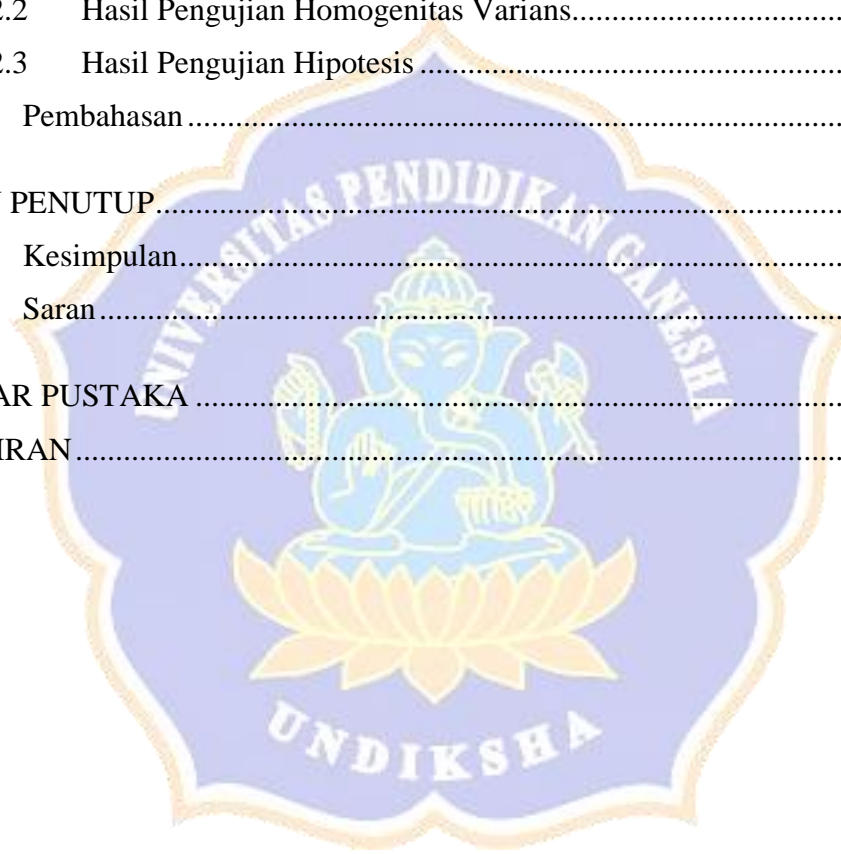 2.2 Hasil Pengujian Homogenitas Varians....................................
2.3 Hasil Pengujian Hipotesis.......................................................
Pembahasan....................................................................................
PENUTUP.......................................................................................
Kesimpulan.....................................................................................
Saran...............................................................................................
AR PUSTAKA..................................................................................
IRAN................................................................................................
UNIVERSITAS PENDIDIKAN GANESHA
UNDIKSHA